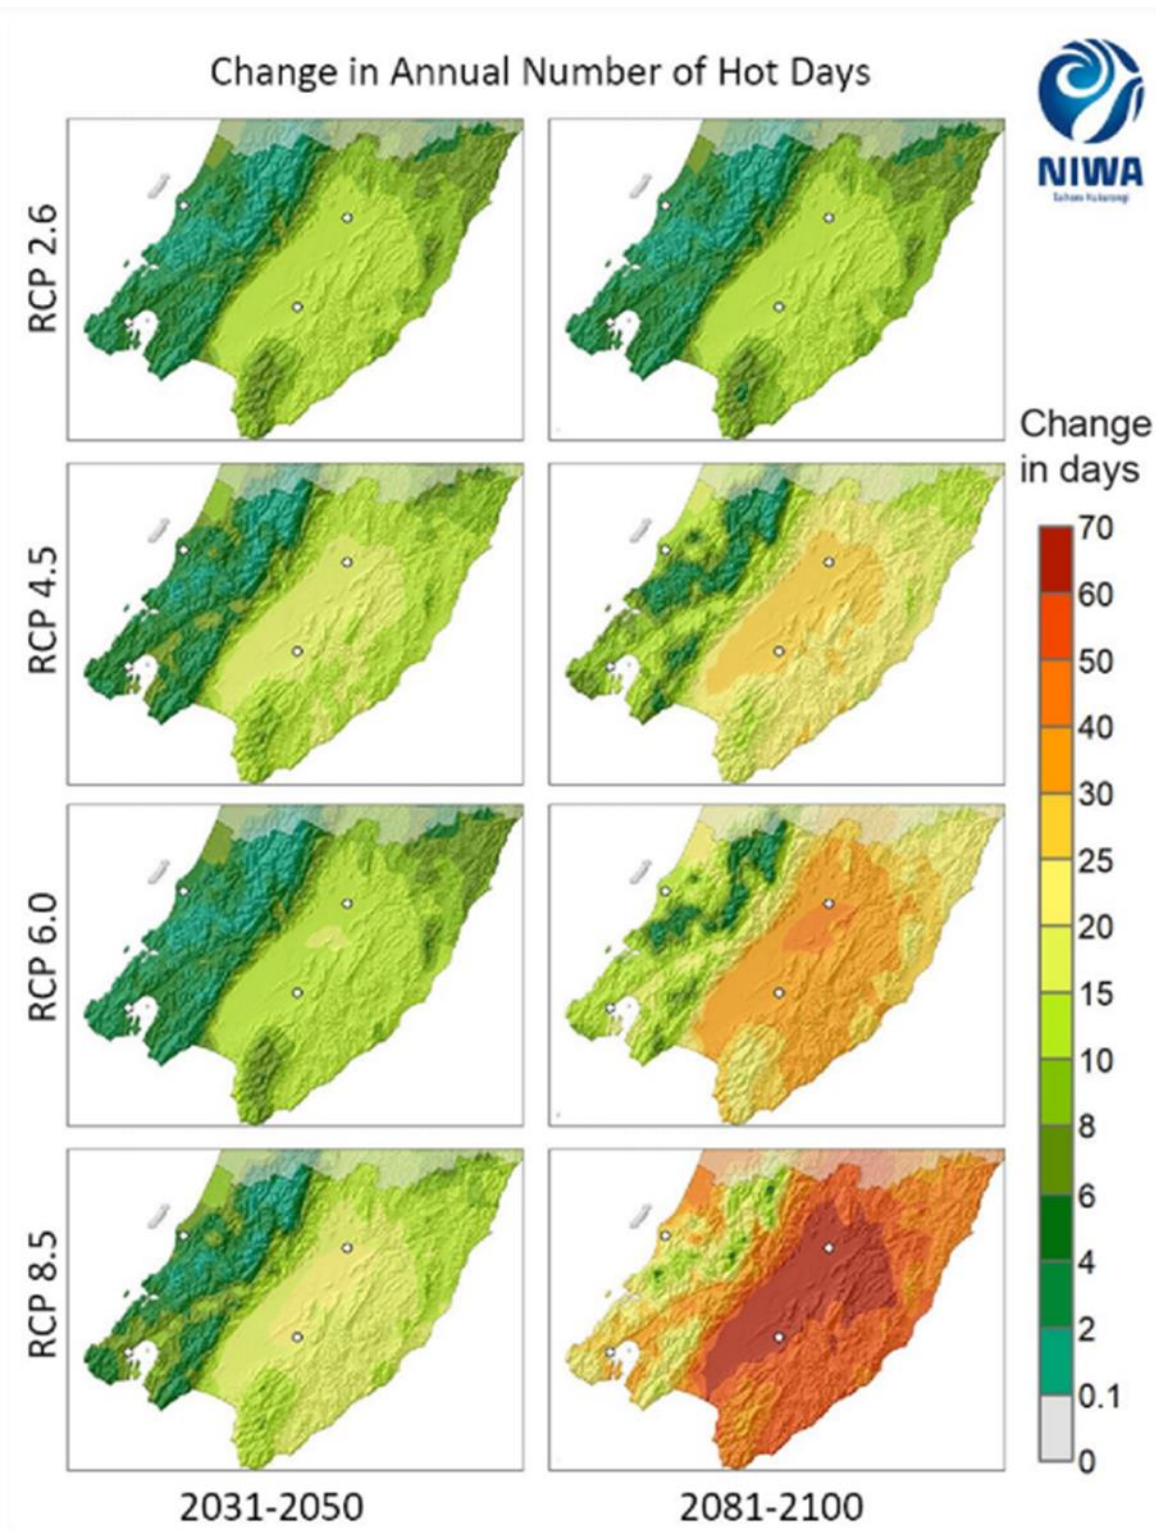 Change in Annual Number of Hot Days
NIWA
Taihoro Nukurangi
RCP 2.6
RCP 4.5
RCP 6.0
RCP 8.5
2031-2050
2081-2100
Change
in days
70
60
50
40
30
25
20
15
10
8
6
4
2
0.1
0